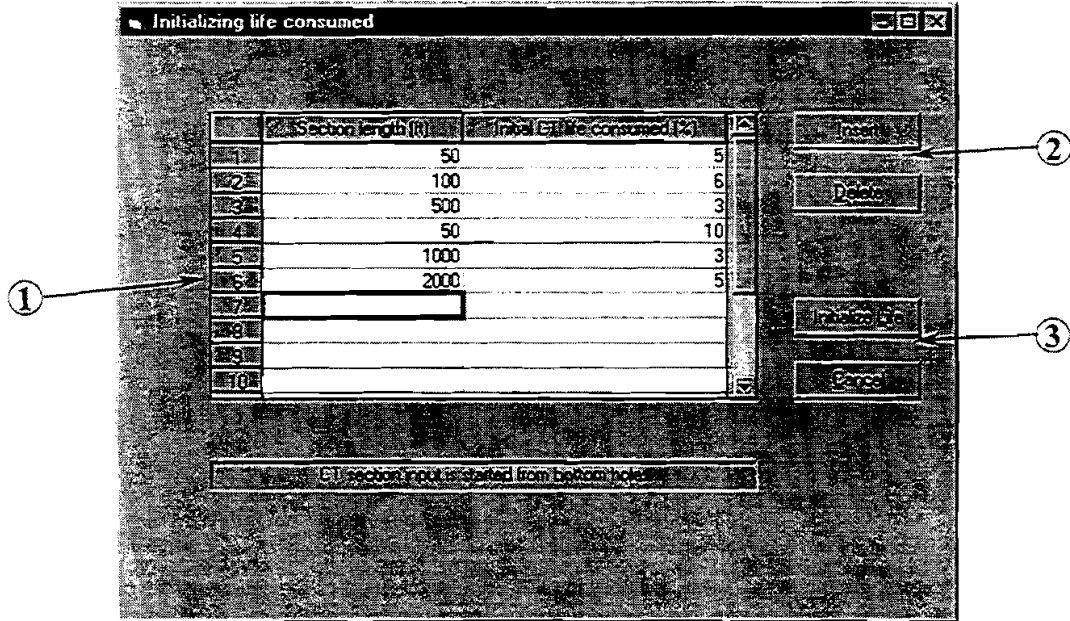 Initializing life consumed
Section length (ft) Initial CT life consumed (%)
1 50 5
2 100 6
3 500 3
4 50 10
5 1000 3
6 2000 5
7
8
9
10
Insert
Delete
Initialize Life
Cancel
CT section input is started from bottom hole
1
2
3